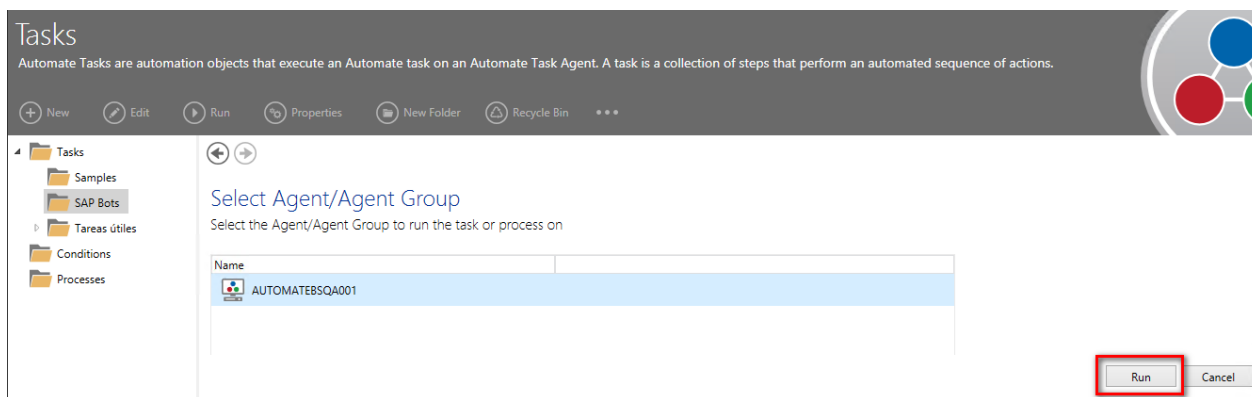 Tasks
Automate Tasks are automation objects that execute an Automate task on an Automate Task Agent. A task is a collection of steps that perform an automated sequence of actions.
New Edit Run Properties New Folder Recycle Bin
Tasks
Samples
SAP Bots
Tareas útiles
Conditions
Processes
Select Agent/Agent Group
Select the Agent/Agent Group to run the task or process on
Name
AUTOMATEBSQA001
Run Cancel